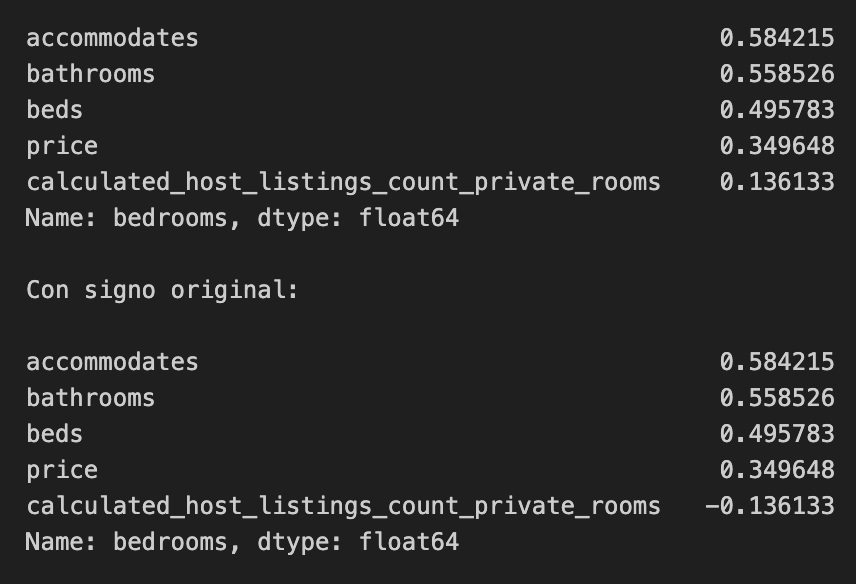 accommodates 0.584215
bathrooms 0.558526
beds 0.495783
price 0.349648
calculated_host_listings_count_private_rooms 0.136133
Name: bedrooms, dtype: float64
Con signo original:
accommodates 0.584215
bathrooms 0.558526
beds 0.495783
price 0.349648
calculated_host_listings_count_private_rooms -0.136133
Name: bedrooms, dtype: float64